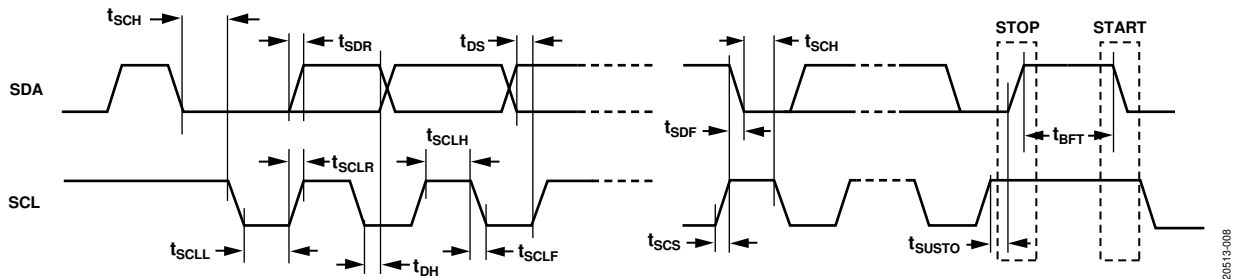 tSCH
tSDR
tDS
tSCH
STOP
START
SDA
tSDF
tBFT
tSCLH
tSCLR
SCL
tSCLL
tDH
tSCLF
tSCS
tSUSTO
20513-008